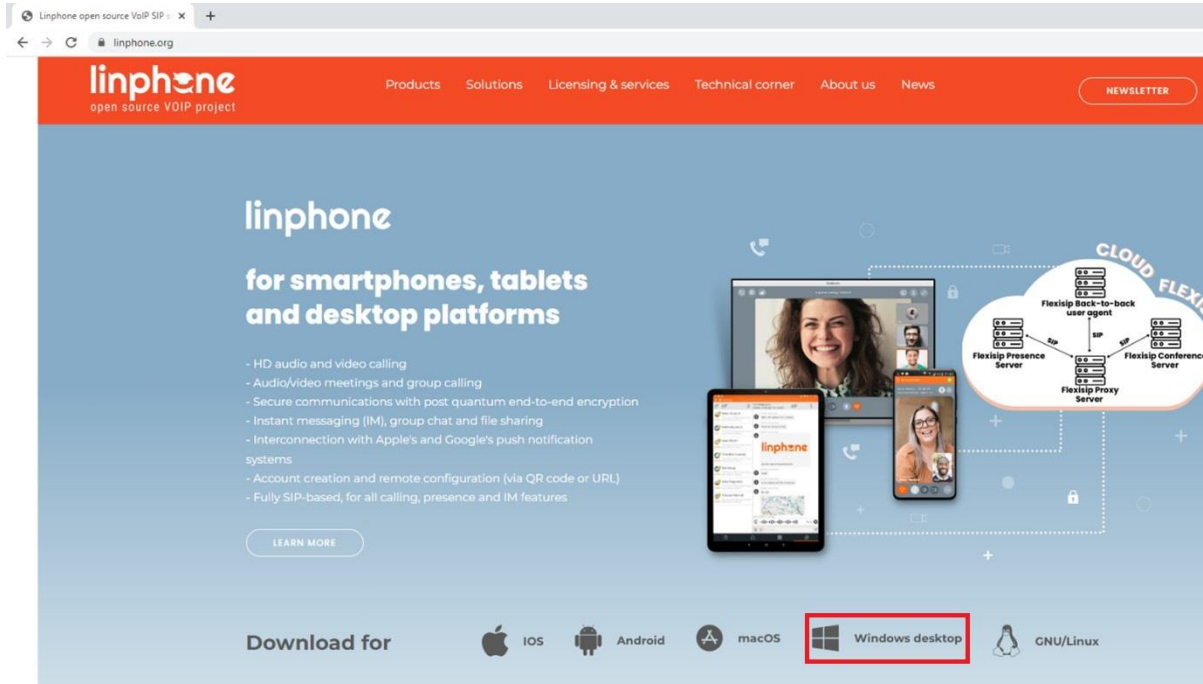 Linphone open source VoIP SIP s
linphone.org
linphone
open source VOIP project
Products Solutions Licensing & services Technical corner About us News
NEWSLETTER
linphone
for smartphones, tablets
and desktop platforms
- HD audio and video calling
- Audio/video meetings and group calling
- Secure communications with post quantum end-to-end encryption
- Instant messaging (IM), group chat and file sharing
- Interconnection with Apple's and Google's push notification
systems
- Account creation and remote configuration (via QR code or URL)
- Fully SIP-based, for all calling, presence and IM features
LEARN MORE
linphone
CLOUD
Flexisip Back-to-back
user agent
SIP
SIP
SIP
Flexisip Presence
Server
Flexisip Conference
Server
Flexisip Proxy
Server
Download for
IOS Android macOS Windows desktop GNU/Linux